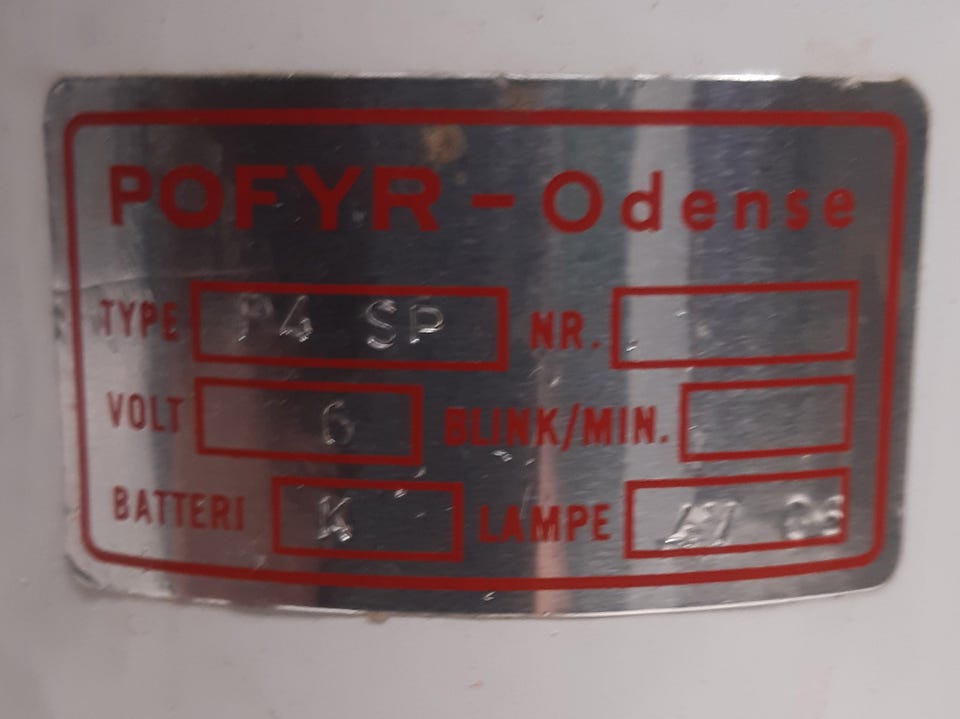 POFYR - Odense
TYPE P4 SP NR.
VOLT 6 BLINK/MIN.
BATTERI K LAMPE